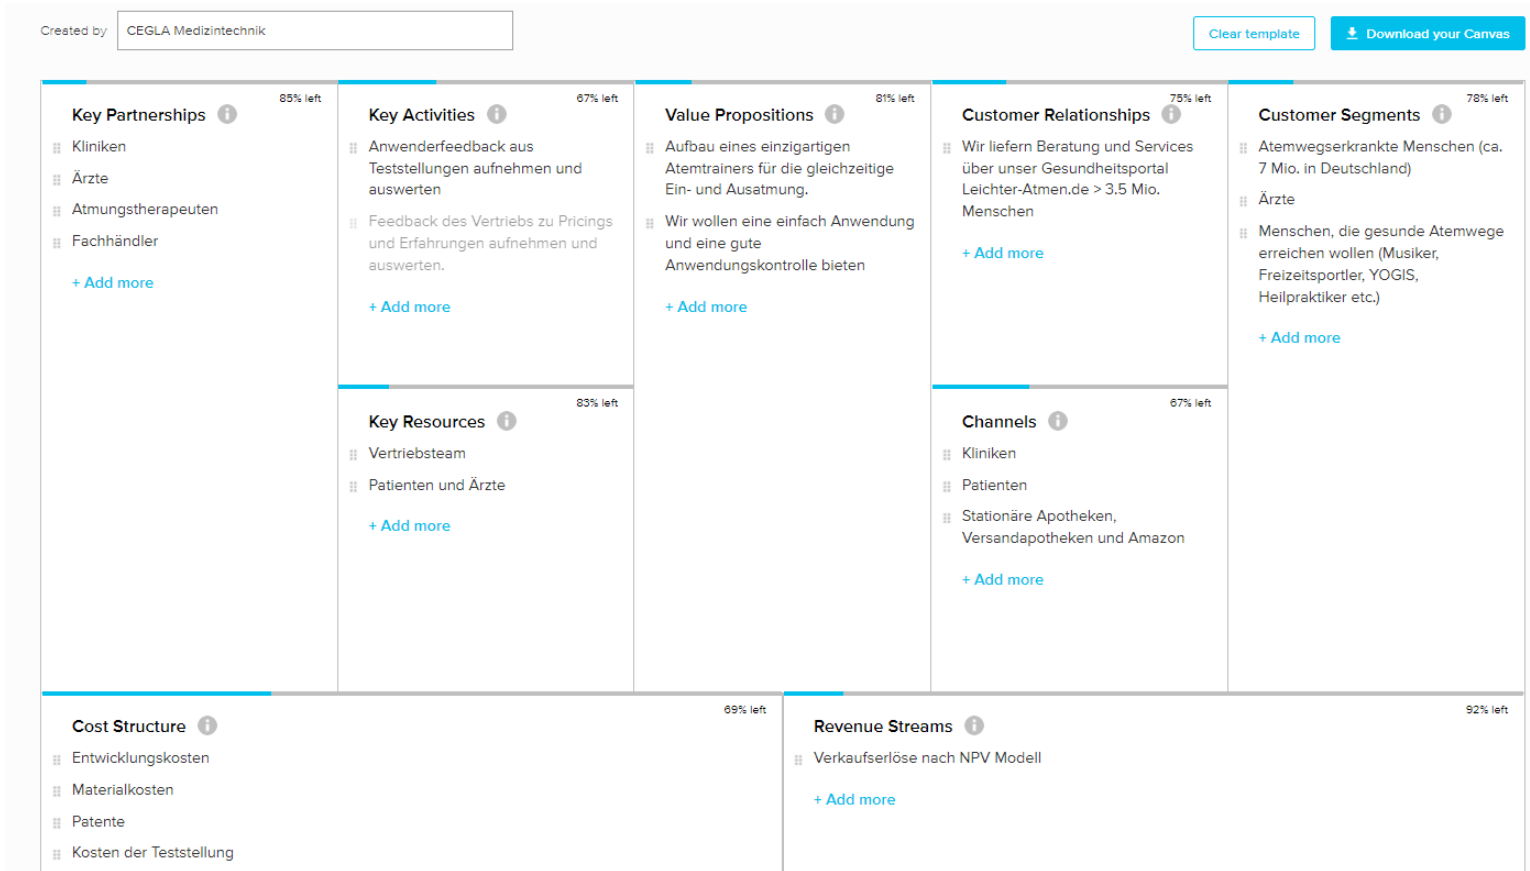 Created by
CEGLA Medizintechnik
Clear template
Download your Canvas
85% left
Key Partnerships
Kliniken
Ärzte
Atmungstherapeuten
Fachhändler
+ Add more
67% left
Key Activities
Anwenderfeedback aus
Teststellungen aufnehmen und
auswerten
Feedback des Vertriebs zu Pricings
und Erfahrungen aufnehmen und
auswerten.
+ Add more
83% left
Key Resources
Vertriebsteam
Patienten und Ärzte
+ Add more
81% left
Value Propositions
Aufbau eines einzigartigen
Atemtrainers für die gleichzeitige
Ein- und Ausatmung.
Wir wollen eine einfach Anwendung
und eine gute
Anwendungskontrolle bieten
+ Add more
75% left
Customer Relationships
Wir liefern Beratung und Services
über unser Gesundheitsportal
Leichter-Atmen.de > 3.5 Mio.
Menschen
+ Add more
67% left
Channels
Kliniken
Patienten
Stationäre Apotheken,
Versandapotheken und Amazon
+ Add more
78% left
Customer Segments
Atemwegserkrankte Menschen (ca.
7 Mio. in Deutschland)
Ärzte
Menschen, die gesunde Atemwege
erreichen wollen (Musiker,
Freizeitsportler, YOGIS,
Heilpraktiker etc.)
+ Add more
69% left
Cost Structure
Entwicklungskosten
Materialkosten
Patente
Kosten der Teststellung
92% left
Revenue Streams
Verkaufserlöse nach NPV Modell
+ Add more